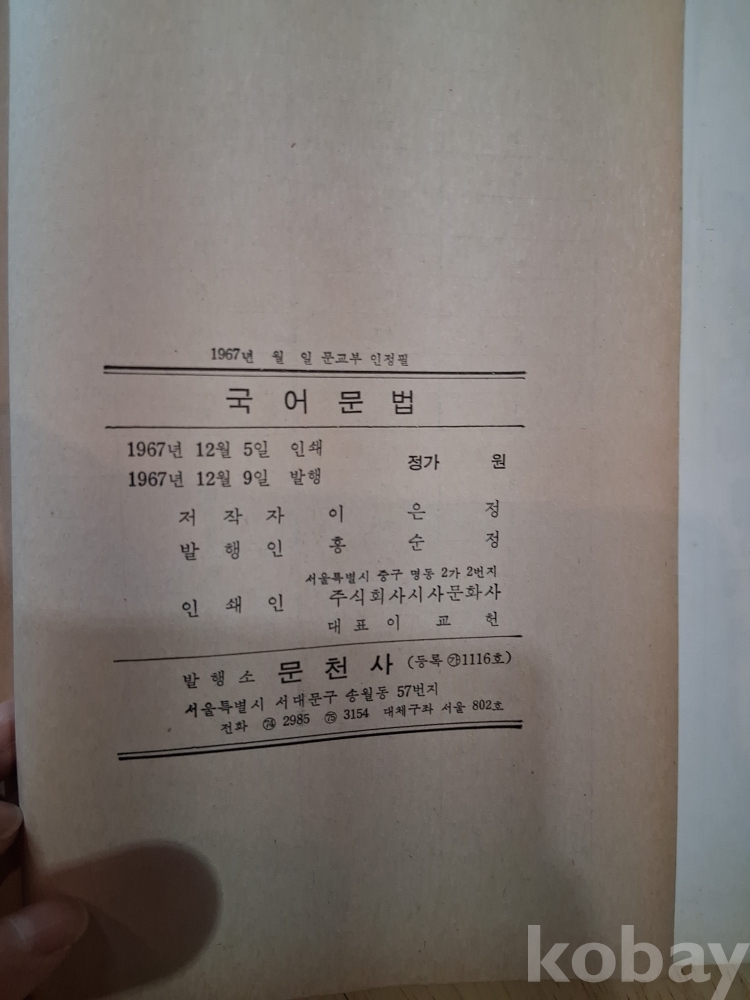 1967년 월 일 문교부 인정필
국어문법
1967년 12월 5일 인쇄
1967년 12월 9일 발행
정가 원
저작자 이은정
발행인 홍순정
서울특별시 중구 명동 2가 2번지
인쇄인 주식회사시사문화사
대표 이교헌
발행소 문천사 (등록 ㉮1116호)
서울특별시 서대문구 송월동 57번지
전화 74 2985 75 3154 대체구좌 서울 802호
kobay